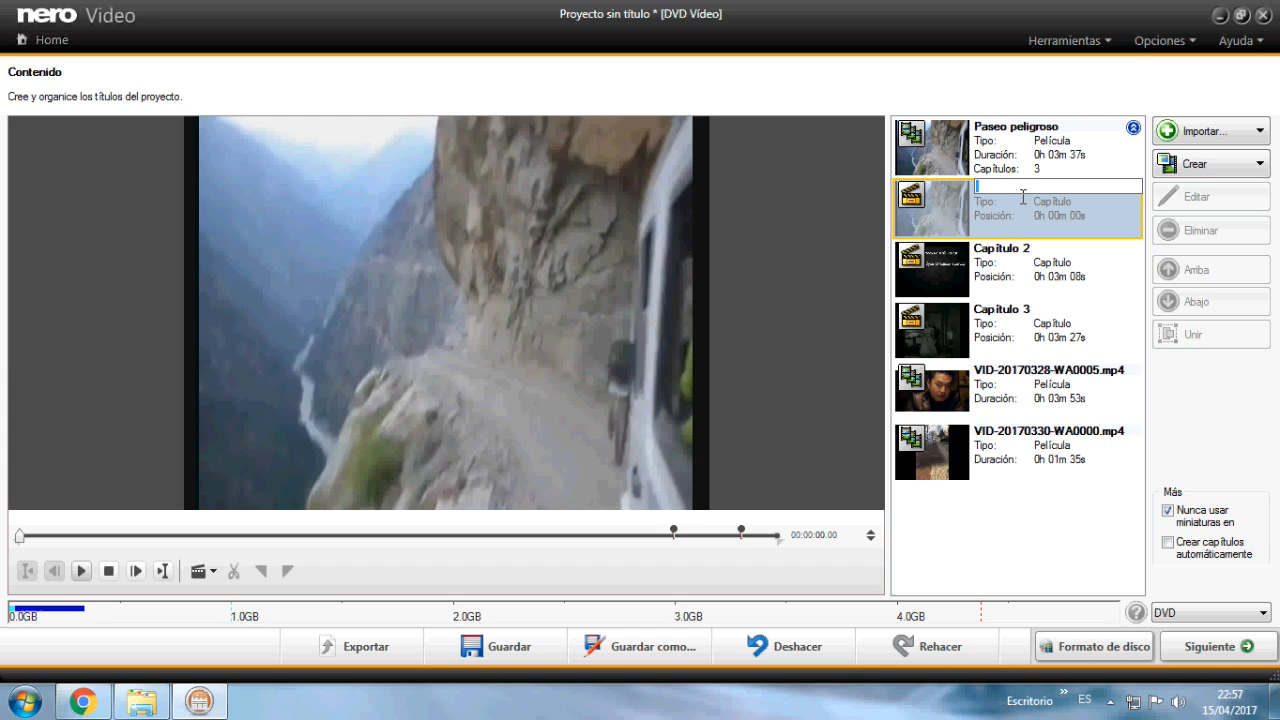 nero Video
Proyecto sin título * [DVD Vídeo]
Home
Herramientas
Opciones
Ayuda
Contenido
Cree y organice los títulos del proyecto.
Paseo peligroso
Tipo: Película
Duración: 0h 03m 37s
Capítulos: 3
Tipo: Capítulo
Posición: 0h 00m 00s
Capítulo 2
Tipo: Capítulo
Posición: 0h 03m 08s
Capítulo 3
Tipo: Capítulo
Posición: 0h 03m 27s
VID-20170328-WA0005.mp4
Tipo: Película
Duración: 0h 03m 53s
VID-20170330-WA0000.mp4
Tipo: Película
Duración: 0h 01m 35s
Importar...
Crear
Editar
Eliminar
Arriba
Abajo
Unir
Más
Nunca usar
miniaturas en
Crear capítulos
automáticamente
00:00:00.00
0.0GB
1.0GB
2.0GB
3.0GB
4.0GB
DVD
Exportar
Guardar
Guardar como...
Deshacer
Rehacer
Formato de disco
Siguiente
Escritorio
ES
22:57
15/04/2017